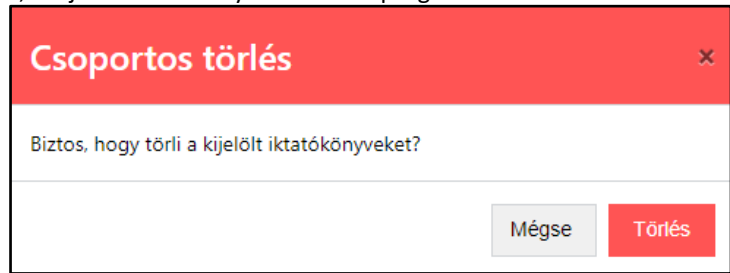 Csoportos törlés
×
Biztos, hogy törli a kijelölt iktatókönyveket?
Mégse
Törlés